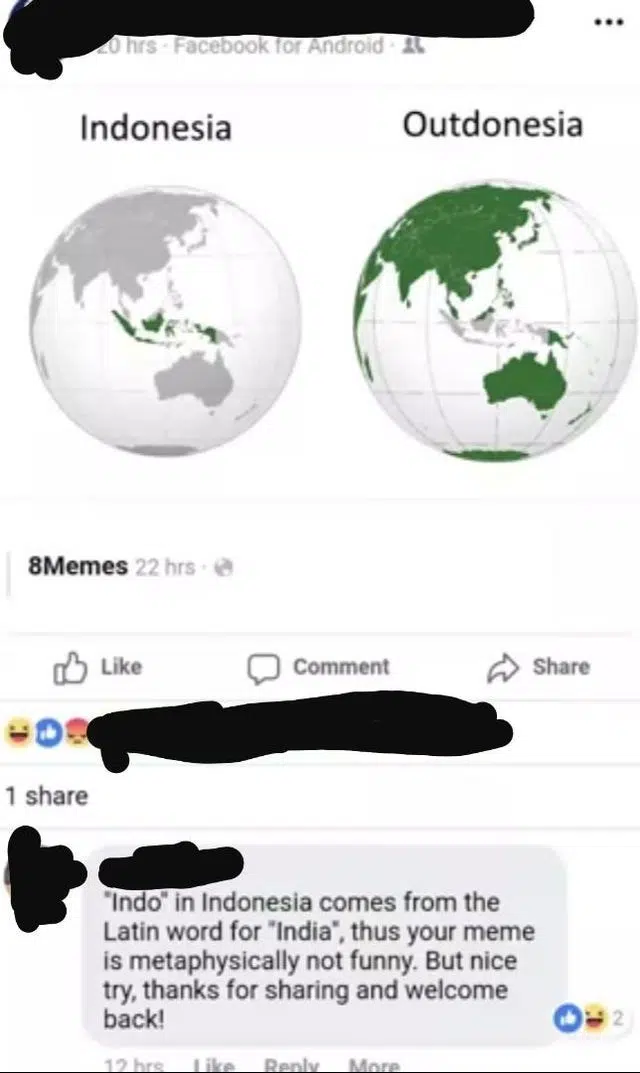 20 hrs · Facebook for Android ·
Indonesia
Outdonesia
8Memes 22 hrs ·
Like
Comment
Share
1 share
"Indo" in Indonesia comes from the
Latin word for "India", thus your meme
is metaphysically not funny. But nice
try, thanks for sharing and welcome
back!
2
12 hrs Like Reply More